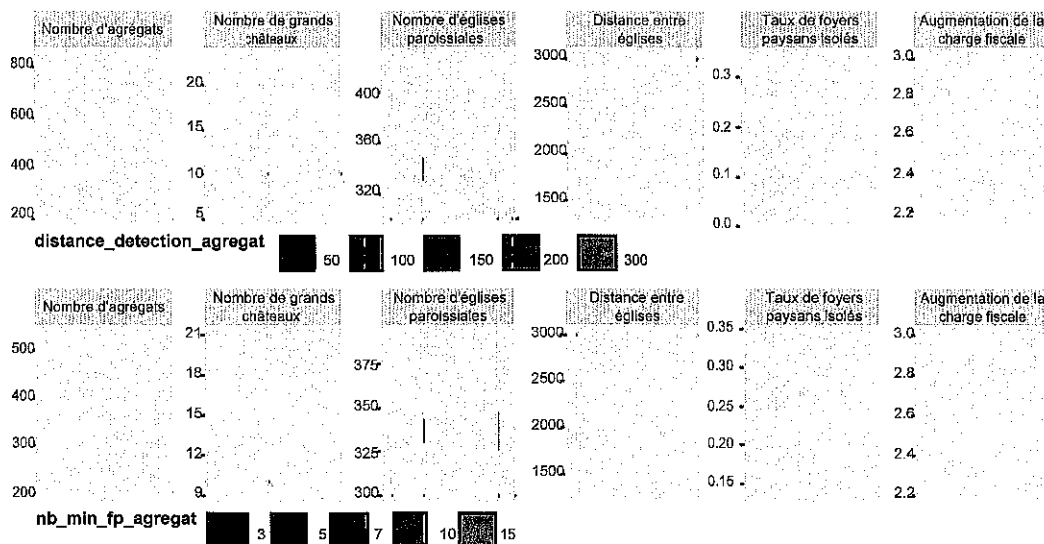 Nombre d'agrégats
Nombre de grands
châteaux
Nombre d'églises
paroissiales
Distance entre
églises
Taux de foyers
paysans isolés
Augmentation de la
charge fiscale
800
600
400
200
20
15
10
5
400
360
320
3000
2500
2000
1500
0.3
0.2
0.1
0.0
3.0
2.8
2.6
2.4
2.2
distance_detection_agregat 50 100 150 200 300
Nombre d'agrégats
Nombre de grands
châteaux
Nombre d'églises
paroissiales
Distance entre
églises
Taux de foyers
paysans isolés
Augmentation de la
charge fiscale
500
400
300
200
21
18
15
12
9
375
350
325
300
3000
2500
2000
1500
0.35
0.30
0.25
0.20
0.15
3.0
2.8
2.6
2.4
2.2
nb_min_fp_agregat 3 5 7 10 15